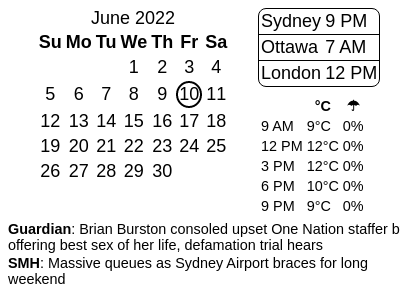 June 2022
Su Mo Tu We Th Fr Sa
1 2 3 4
5 6 7 8 9 10 11
12 13 14 15 16 17 18
19 20 21 22 23 24 25
26 27 28 29 30
Sydney 9 PM
Ottawa 7 AM
London 12 PM
°C ☂
9 AM 9°C 0%
12 PM 12°C 0%
3 PM 12°C 0%
6 PM 10°C 0%
9 PM 9°C 0%
Guardian: Brian Burston consoled upset One Nation staffer b
offering best sex of her life, defamation trial hears
SMH: Massive queues as Sydney Airport braces for long
weekend